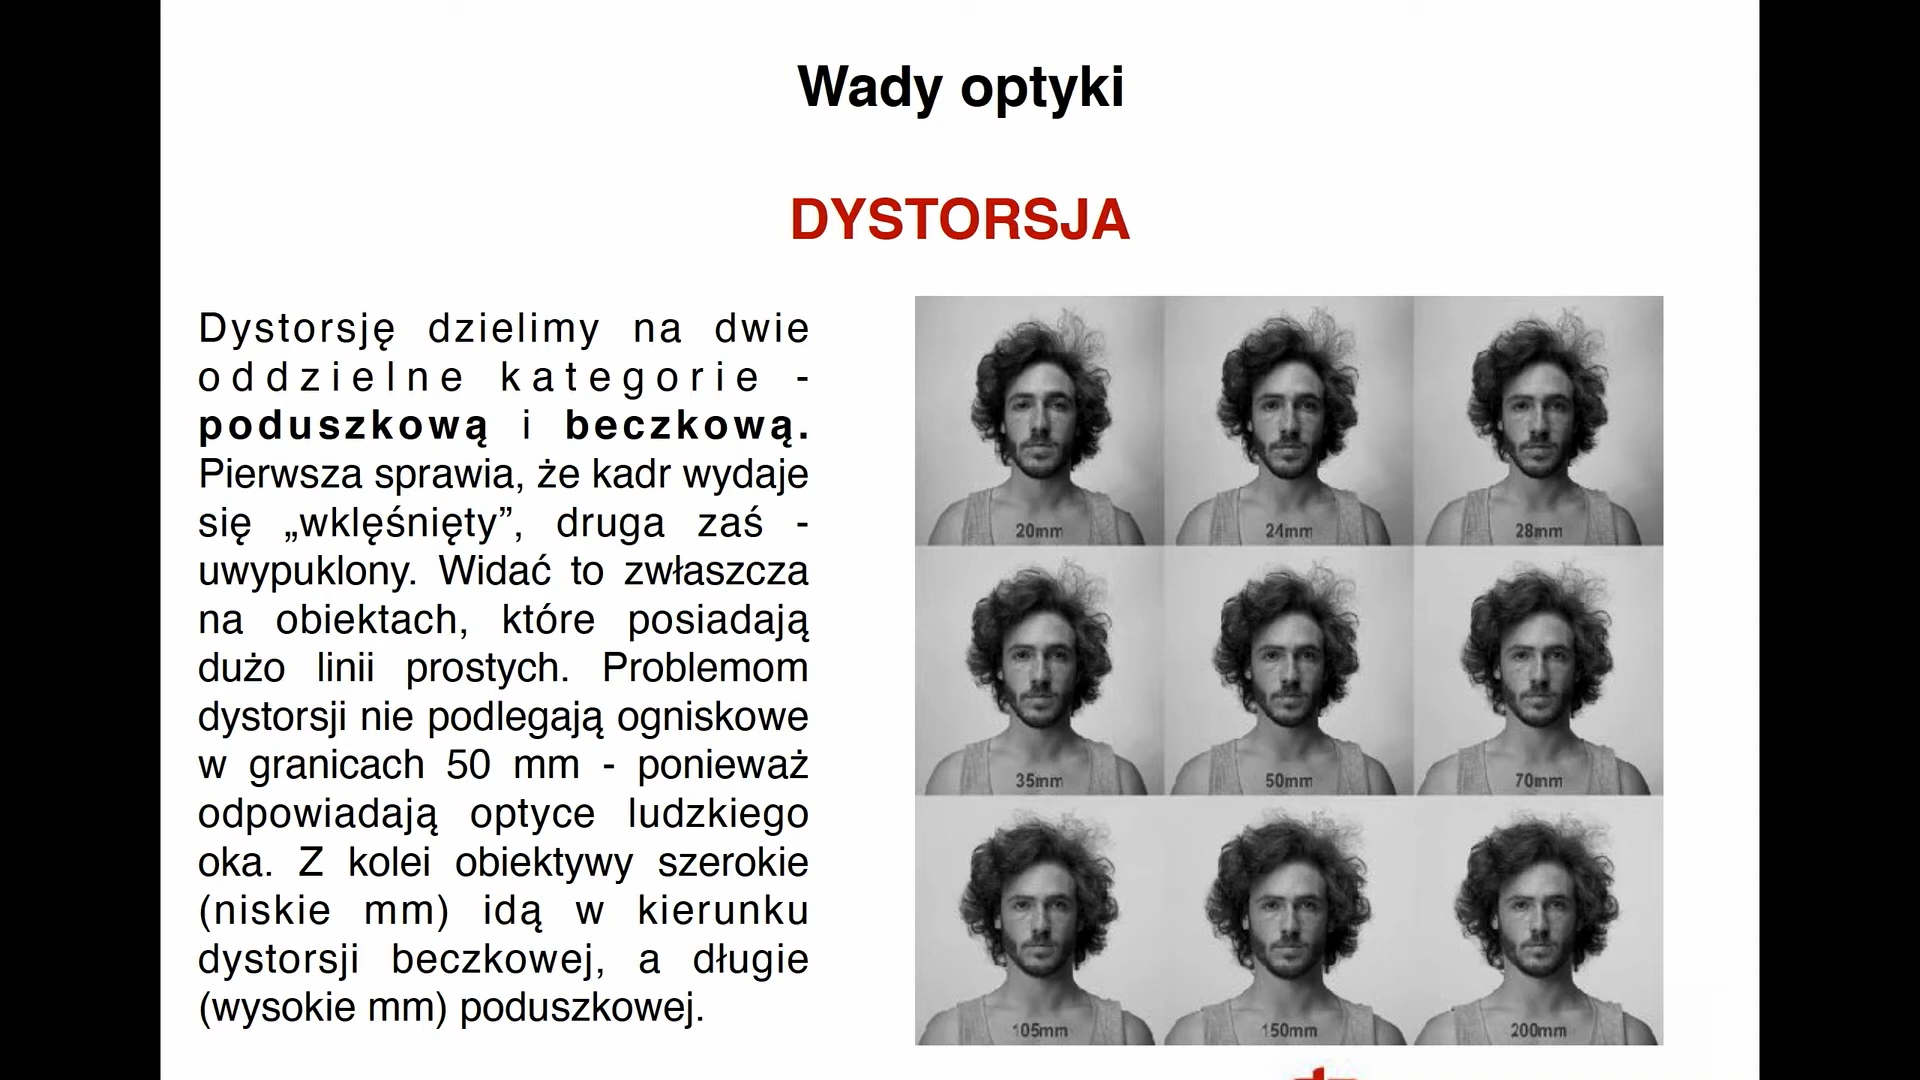 Wady optyki
DYSTORSJA
Dystorsję dzielimy na dwie
oddzielne kategorie -
poduszkową i beczkową.
Pierwsza sprawia, że kadr wydaje
się „wklęśnięty”, druga zaś -
uwypuklony. Widać to zwłaszcza
na obiektach, które posiadają
dużo linii prostych. Problemom
dystorsji nie podlegają ogniskowe
w granicach 50 mm - ponieważ
odpowiadają optyce ludzkiego
oka. Z kolei obiektywy szerokie
(niskie mm) idą w kierunku
dystorsji beczkowej, a długie
(wysokie mm) poduszkowej.
20mm 24mm 28mm
35mm 50mm 70mm
105mm 150mm 200mm